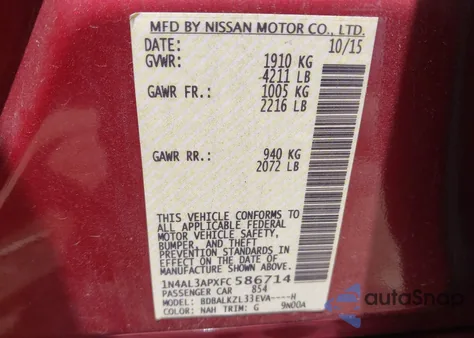 MFD BY NISSAN MOTOR CO., LTD.
DATE: 10/15
GVWR: 1910 KG
4211 LB
GAWR FR.: 1005 KG
2216 LB
GAWR RR.: 940 KG
2072 LB
THIS VEHICLE CONFORMS TO
ALL APPLICABLE FEDERAL
MOTOR VEHICLE SAFETY,
BUMPER, AND THEFT
PREVENTION STANDARDS IN
EFFECT ON THE DATE OF
MANUFACTURE SHOWN ABOVE.
1N4AL3APXFC586714
PASSENGER CAR 854
MODEL: BDBALKZL33EVA----H
COLOR: NAH TRIM: G 9N00A
autoSnap